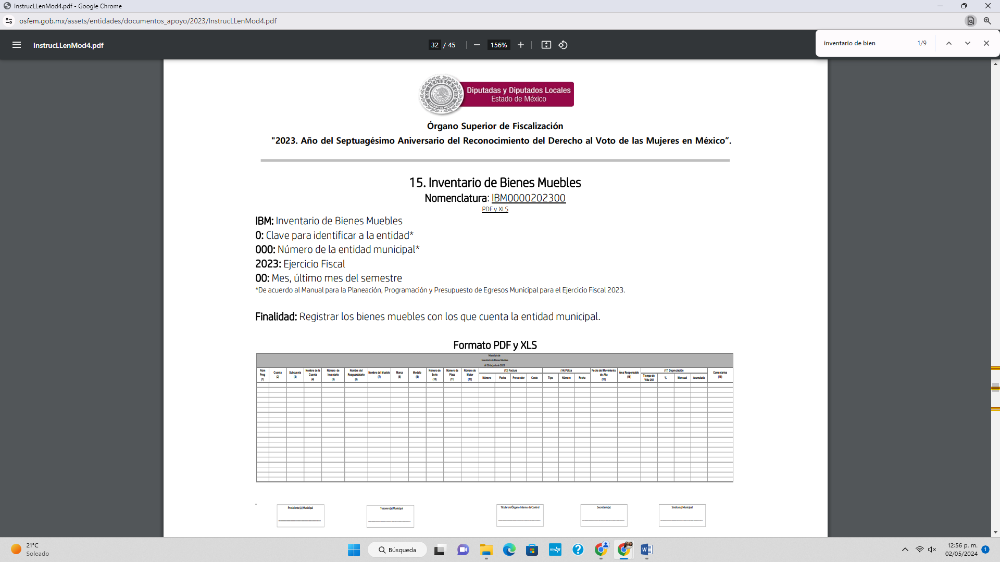 InstrucLLenMod4.pdf - Google Chrome
osfem.gob.mx/assets/entidades/documentos_apoyo/2023/InstrucLLenMod4.pdf
InstrucLLenMod4.pdf
32 / 45
156%
inventario de bien 1/9
LXI LEGISLATURA
ESTADO DE MÉXICO
Diputadas y Diputados Locales
Estado de México
Órgano Superior de Fiscalización
"2023. Año del Septuagésimo Aniversario del Reconocimiento del Derecho al Voto de las Mujeres en México”.
15. Inventario de Bienes Muebles
Nomenclatura: IBM0000202300
PDF y XLS
IBM: Inventario de Bienes Muebles
0: Clave para identificar a la entidad*
000: Número de la entidad municipal*
2023: Ejercicio Fiscal
00: Mes, último mes del semestre
*De acuerdo al Manual para la Planeación, Programación y Presupuesto de Egresos Municipal para el Ejercicio Fiscal 2023.
Finalidad: Registrar los bienes muebles con los que cuenta la entidad municipal.
Formato PDF y XLS
Municipio de
Inventario de Bienes Muebles
Al 30 de junio de 2023
Núm Prog (1)
Cuenta (2)
Subcuenta (3)
Nombre de la Cuenta (4)
Número de Inventario (5)
Nombre del Resguardatario (6)
Nombre del Mueble (7)
Marca (8)
Modelo (9)
Número de Serie (10)
Número de Placa (11)
Número de Motor (12)
(13) Factura
Número Fecha Proveedor Costo
(14) Póliza
Tipo Número Fecha
Fecha del Movimiento de Alta (15)
Área Responsable (16)
(17) Depreciación
Tiempo de Vida Útil % Mensual Acumulada
Comentarios (18)
Presidente(a) Municipal
Tesorero(a) Municipal
Titular del Órgano Interno de Control
Secretario(a)
Síndico(a) Municipal
21°C
Soleado
Búsqueda
myhp
12:56 p. m.
02/05/2024
1